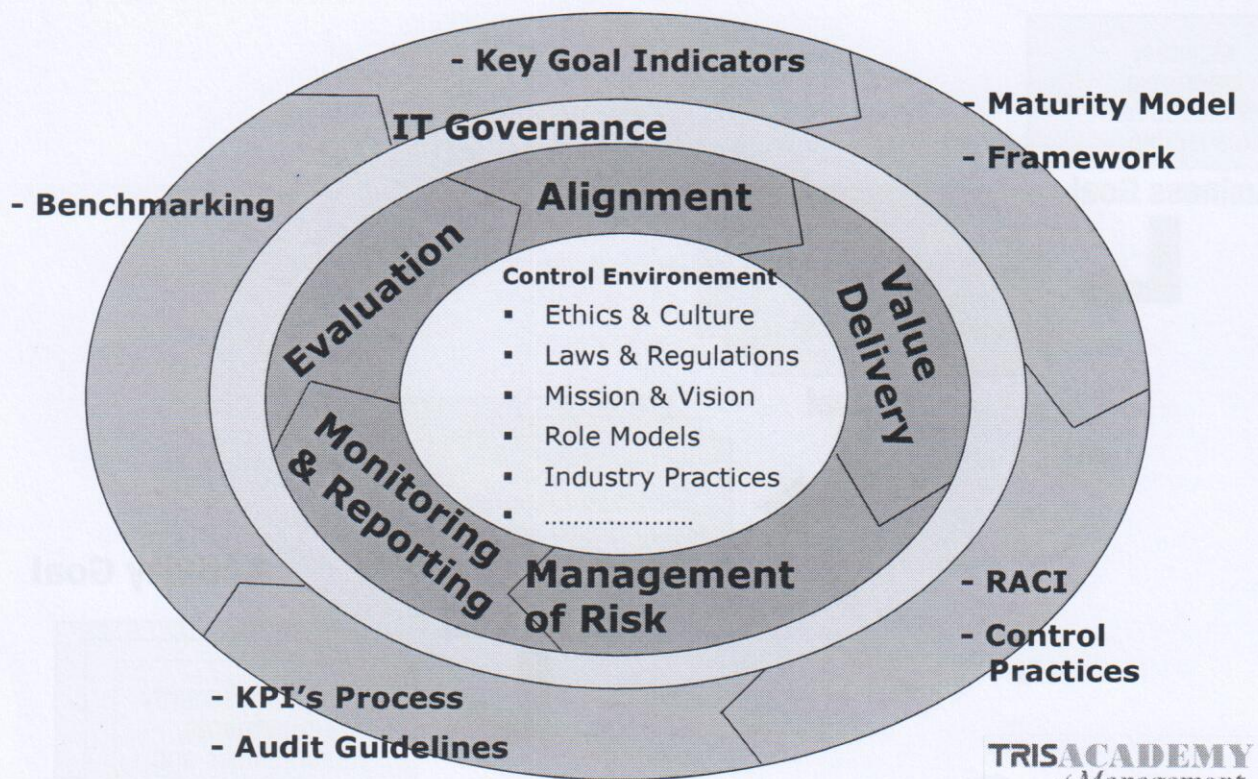 - Key Goal Indicators
- Maturity Model
- Framework
IT Governance
- Benchmarking
Alignment
Evaluation
Value
Delivery
Control Environement
▪ Ethics & Culture
▪ Laws & Regulations
▪ Mission & Vision
▪ Role Models
▪ Industry Practices
▪ .....................
Monitoring
& Reporting
Management
of Risk
- RACI
- Control
Practices
- KPI's Process
- Audit Guidelines
TRISACADEMY
Management